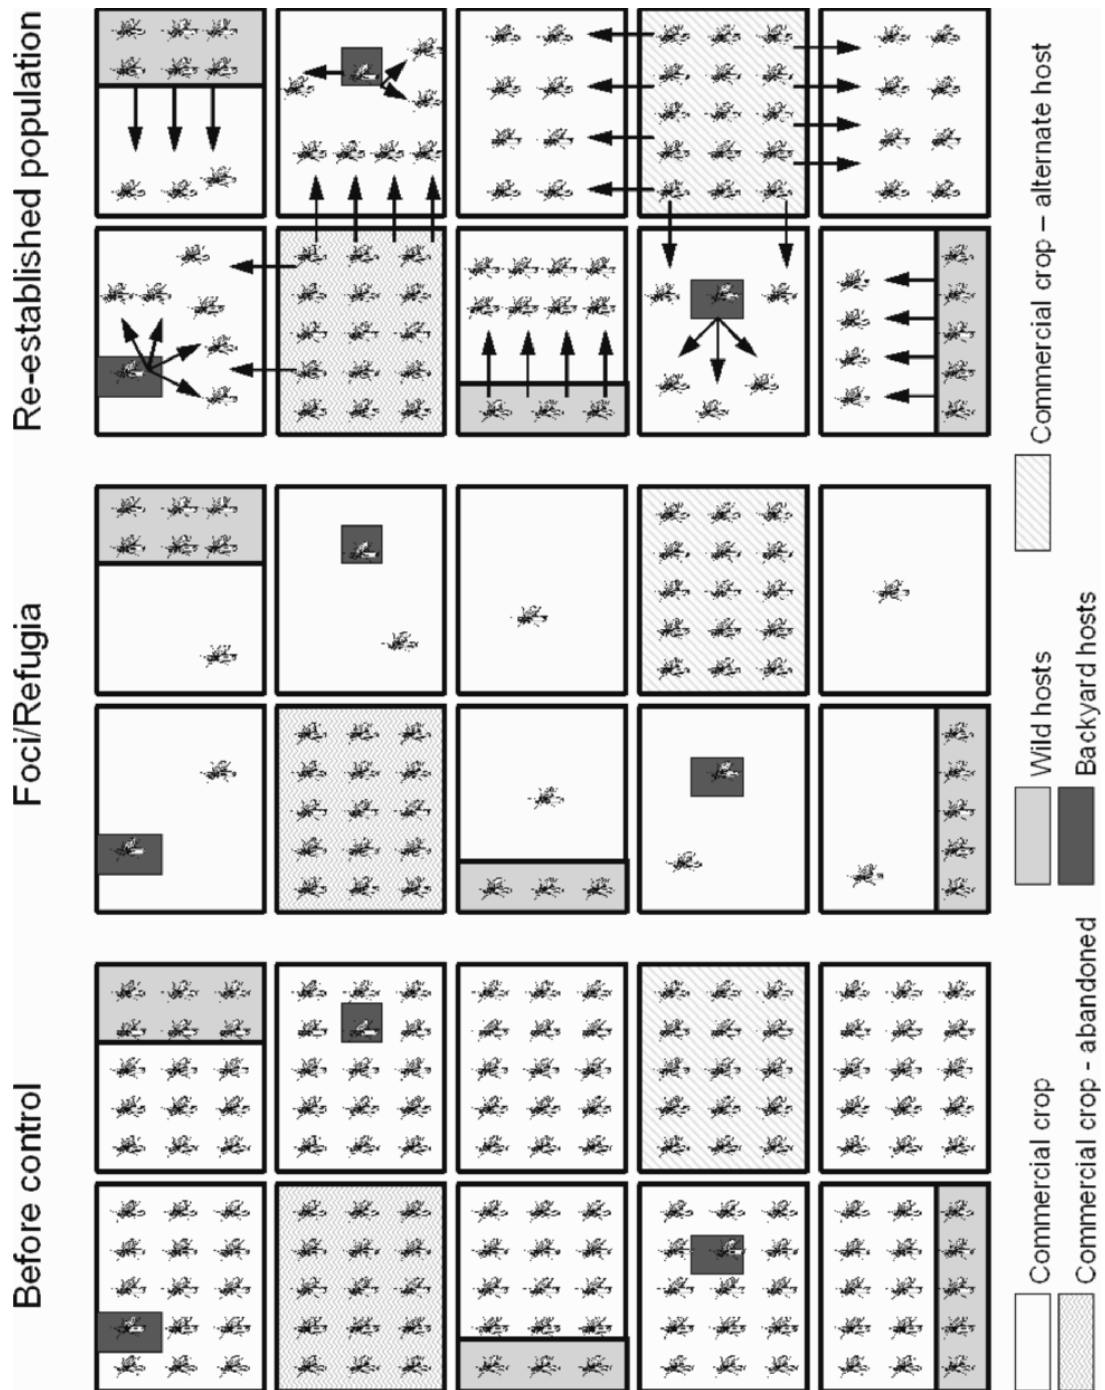 Before control
Foci/Refugia
Re-established population
Commercial crop
Wild hosts
Commercial crop – alternate host
Commercial crop - abandoned
Backyard hosts